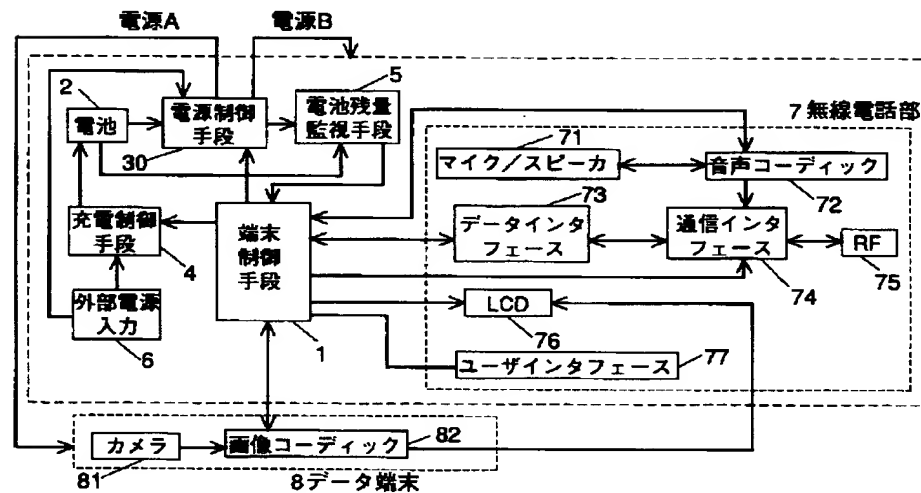 電源A
電源B
2
電池
電源制御
手段
30
5
電池残量
監視手段
7 無線電話部
71
マイク/スピーカ
音声コーディック
72
73
データインタ
フェース
通信インタ
フェース
74
RF
75
充電制御
手段
4
端末
制御
手段
1
外部電源
入力
6
LCD
76
ユーザインタフェース
77
カメラ
81
画像コーディック
82
8データ端末